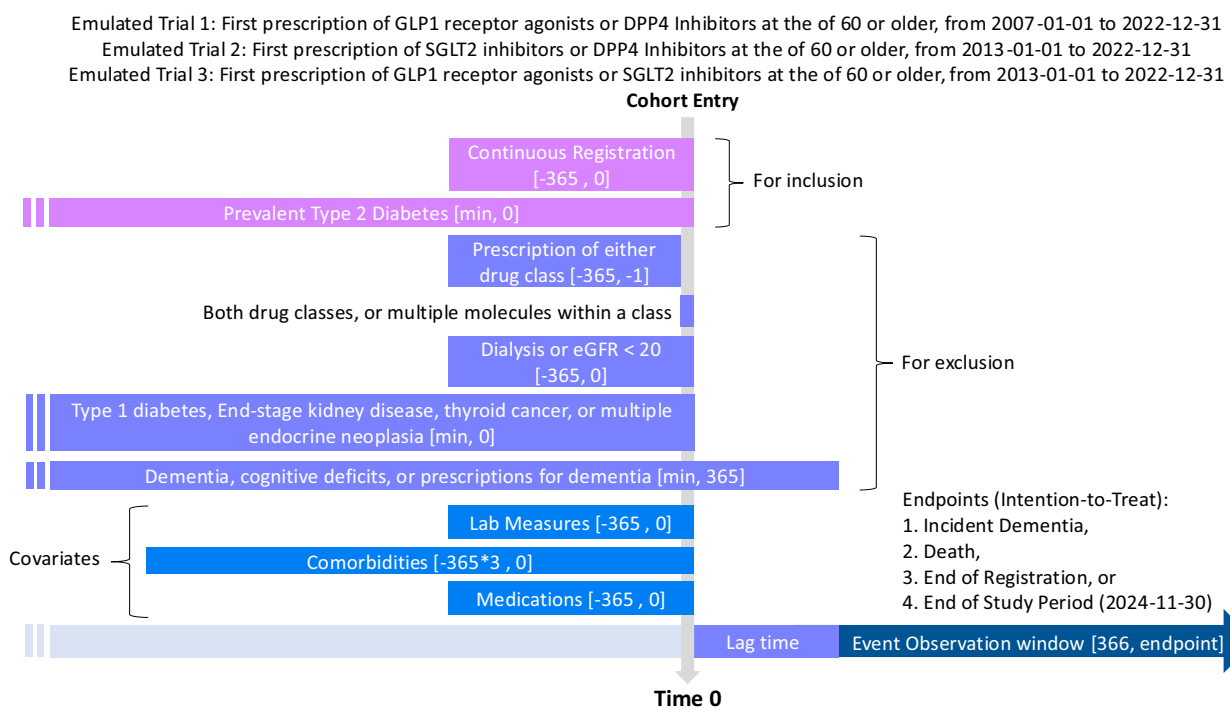 Emulated Trial 1: First prescription of GLP1 receptor agonists or DPP4 Inhibitors at the of 60 or older, from 2007-01-01 to 2022-12-31
Emulated Trial 2: First prescription of SGLT2 inhibitors or DPP4 Inhibitors at the of 60 or older, from 2013-01-01 to 2022-12-31
Emulated Trial 3: First prescription of GLP1 receptor agonists or SGLT2 inhibitors at the of 60 or older, from 2013-01-01 to 2022-12-31
Cohort Entry
Continuous Registration
[-365 , 0]
For inclusion
Prevalent Type 2 Diabetes [min, 0]
Prescription of either
drug class [-365, -1]
Both drug classes, or multiple molecules within a class
Dialysis or eGFR < 20
[-365, 0]
For exclusion
Type 1 diabetes, End-stage kidney disease, thyroid cancer, or multiple
endocrine neoplasia [min, 0]
Dementia, cognitive deficits, or prescriptions for dementia [min, 365]
Lab Measures [-365 , 0]
Covariates
Comorbidities [-365*3 , 0]
Medications [-365 , 0]
Endpoints (Intention-to-Treat):
1. Incident Dementia,
2. Death,
3. End of Registration, or
4. End of Study Period (2024-11-30)
Lag time
Event Observation window [366, endpoint]
Time 0